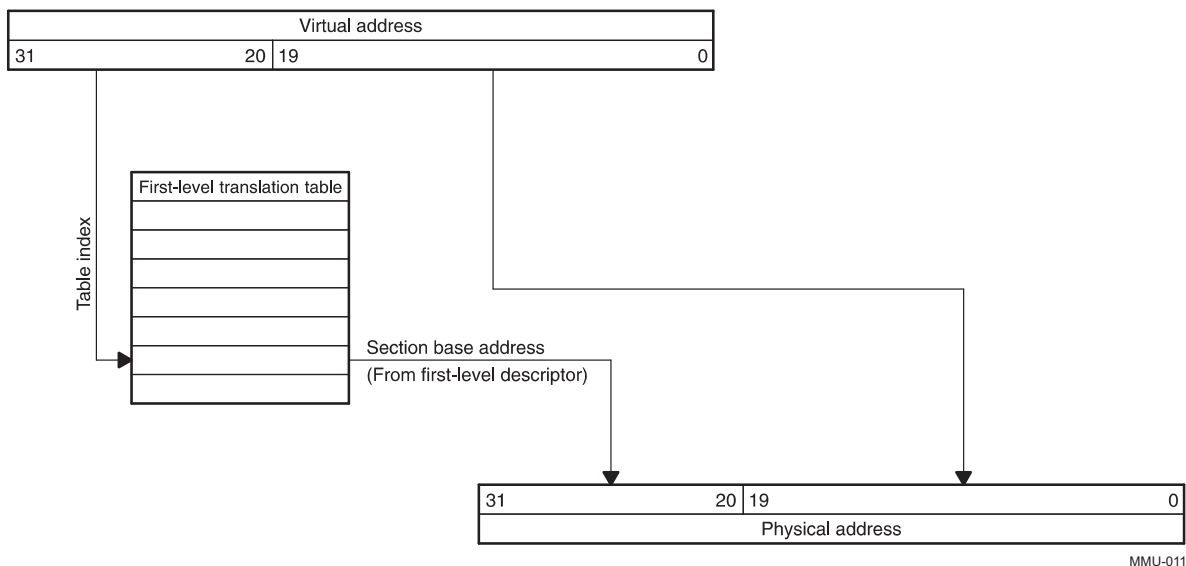 Virtual address
31 20 19 0
First-level translation table
Table index
Section base address
(From first-level descriptor)
31 20 19 0
Physical address
MMU-011